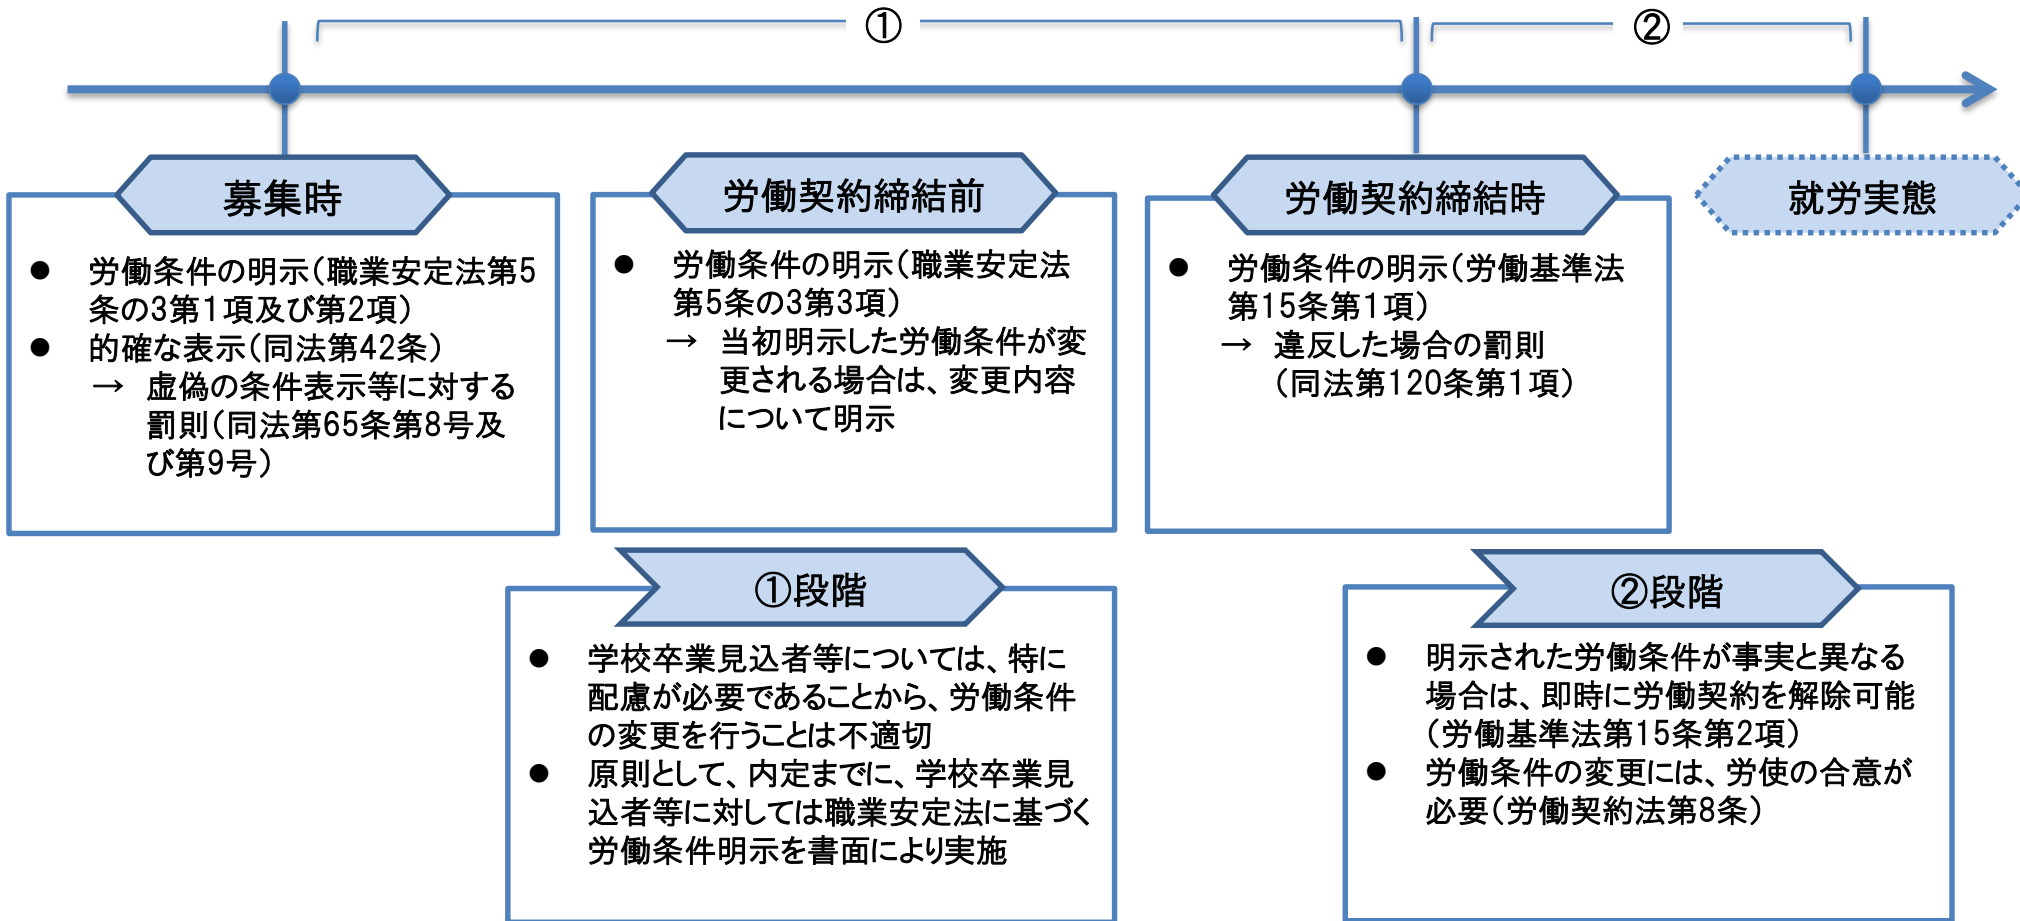 ①
②
募集時
● 労働条件の明示(職業安定法第5
条の3第1項及び第2項)
● 的確な表示(同法第42条)
→ 虚偽の条件表示等に対する
罰則(同法第65条第8号及
び第9号)
労働契約締結前
● 労働条件の明示(職業安定法
第5条の3第3項)
→ 当初明示した労働条件が変
更される場合は、変更内容
について明示
労働契約締結時
● 労働条件の明示(労働基準法
第15条第1項)
→ 違反した場合の罰則
(同法第120条第1項)
就労実態
①段階
● 学校卒業見込者等については、特に
配慮が必要であることから、労働条件
の変更を行うことは不適切
● 原則として、内定までに、学校卒業見
込者等に対しては職業安定法に基づく
労働条件明示を書面により実施
②段階
● 明示された労働条件が事実と異なる
場合は、即時に労働契約を解除可能
(労働基準法第15条第2項)
● 労働条件の変更には、労使の合意が
必要(労働契約法第8条)